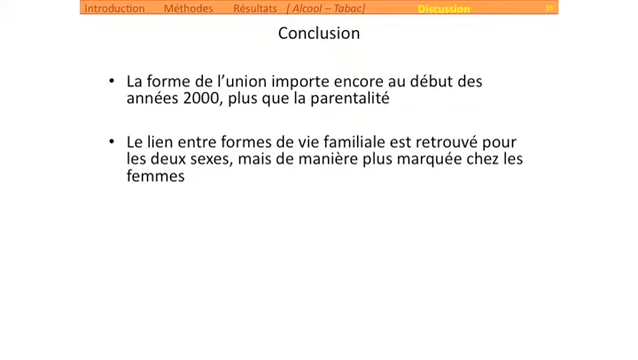 Introduction Méthodes Résultats [ Alcool – Tabac] Discussion
Conclusion
• La forme de l'union importe encore au début des
années 2000, plus que la parentalité
• Le lien entre formes de vie familiale est retrouvé pour
les deux sexes, mais de manière plus marquée chez les
femmes